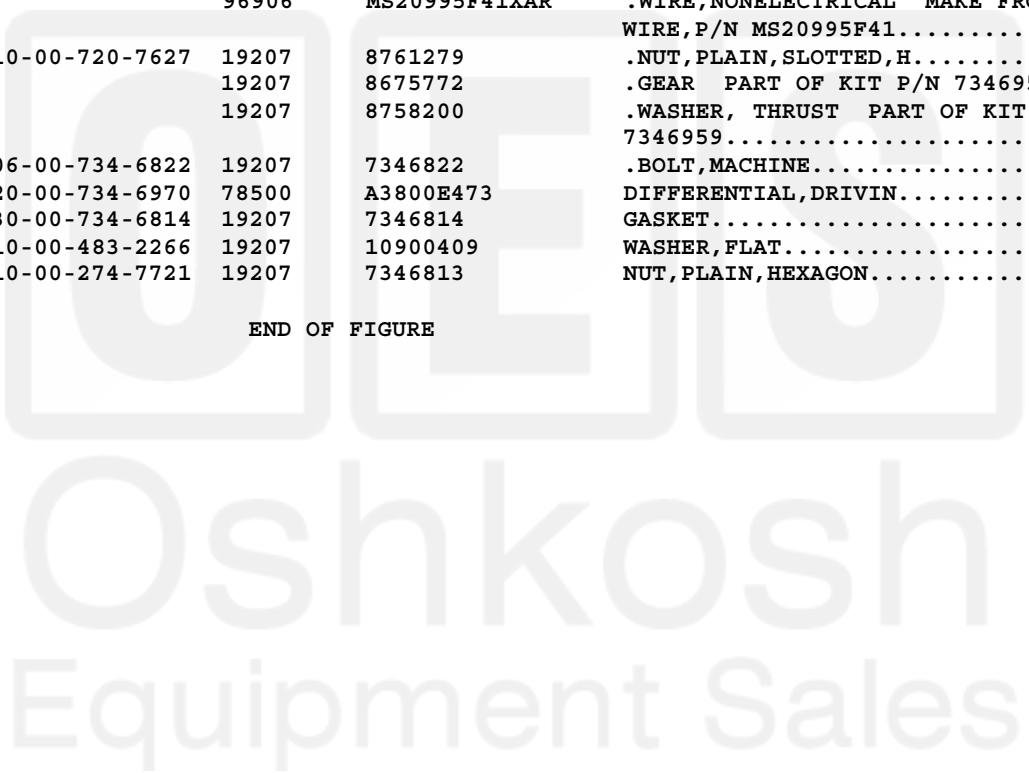 96906 MS20995F41XAR .WIRE,NONELECTRICAL MAKE FRO
WIRE,P/N MS20995F41.........
10-00-720-7627 19207 8761279 .NUT,PLAIN,SLOTTED,H........
19207 8675772 .GEAR PART OF KIT P/N 734695
19207 8758200 .WASHER, THRUST PART OF KIT
7346959.....................
06-00-734-6822 19207 7346822 .BOLT,MACHINE...............
20-00-734-6970 78500 A3800E473 DIFFERENTIAL,DRIVIN.........
30-00-734-6814 19207 7346814 GASKET......................
10-00-483-2266 19207 10900409 WASHER,FLAT.................
10-00-274-7721 19207 7346813 NUT,PLAIN,HEXAGON...........
END OF FIGURE
OES
Oshkosh
Equipment Sales